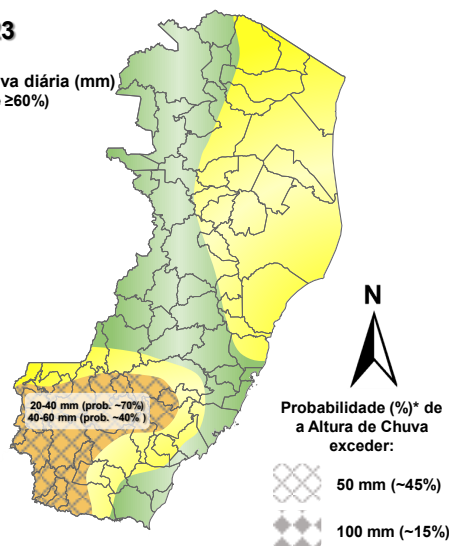 23
va diária (mm)
≥60%)
N
20-40 mm (prob. ~70%)
40-60 mm (prob. ~40% )
Probabilidade (%)* de
a Altura de Chuva
exceder:
50 mm (~45%)
100 mm (~15%)